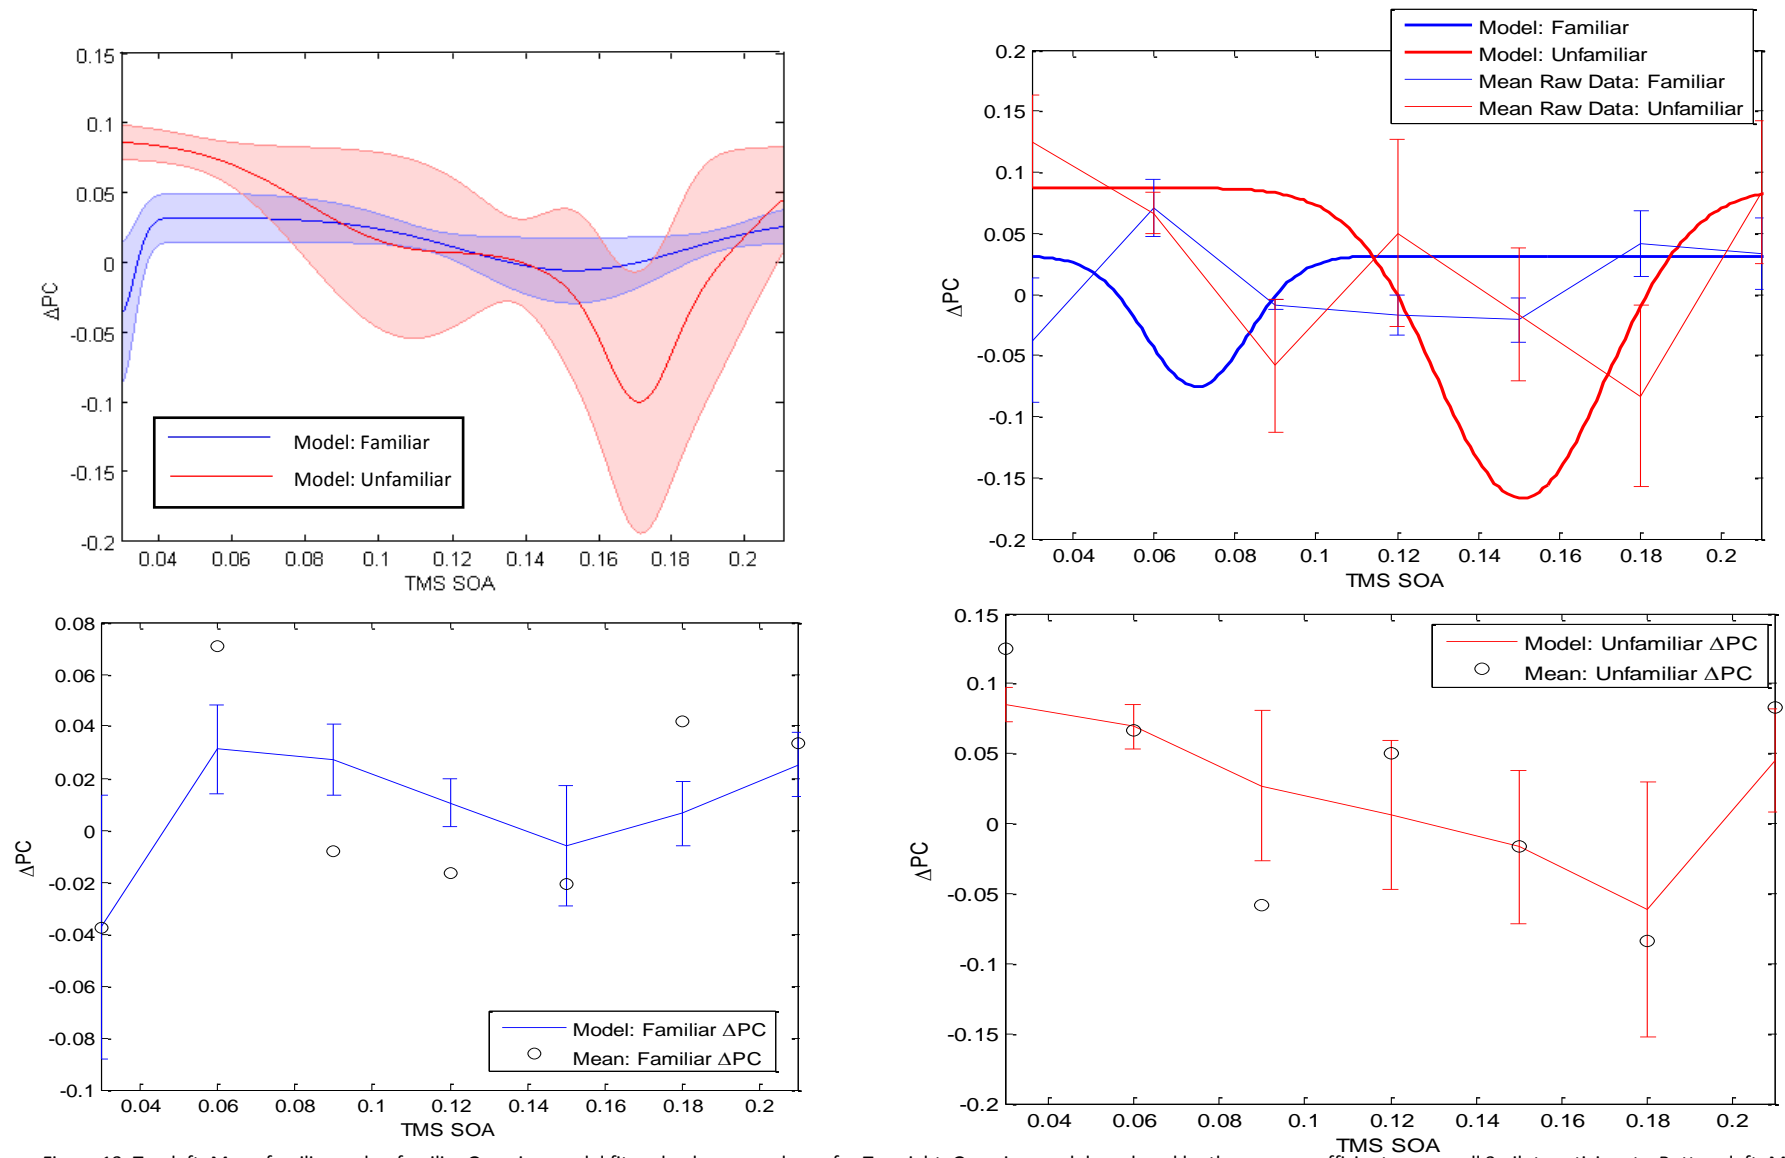 0.15
0.1
0.05
0
-0.05
-0.1
-0.15
-0.2
ΔPC
Model: Familiar
Model: Unfamiliar
0.04 0.06 0.08 0.1 0.12 0.14 0.16 0.18 0.2
TMS SOA
Model: Familiar
Model: Unfamiliar
Mean Raw Data: Familiar
Mean Raw Data: Unfamiliar
0.2
0.15
0.1
0.05
0
-0.05
-0.1
-0.15
-0.2
ΔPC
0.04 0.06 0.08 0.1 0.12 0.14 0.16 0.18 0.2
TMS SOA
0.08
0.06
0.04
0.02
0
-0.02
-0.04
-0.06
-0.08
-0.1
ΔPC
Model: Familiar ΔPC
Mean: Familiar ΔPC
0.04 0.06 0.08 0.1 0.12 0.14 0.16 0.18 0.2
TMS SOA
0.15
0.1
0.05
0
-0.05
-0.1
-0.15
-0.2
ΔPC
Model: Unfamiliar ΔPC
Mean: Unfamiliar ΔPC
0.04 0.06 0.08 0.1 0.12 0.14 0.16 0.18 0.2
TMS SOA